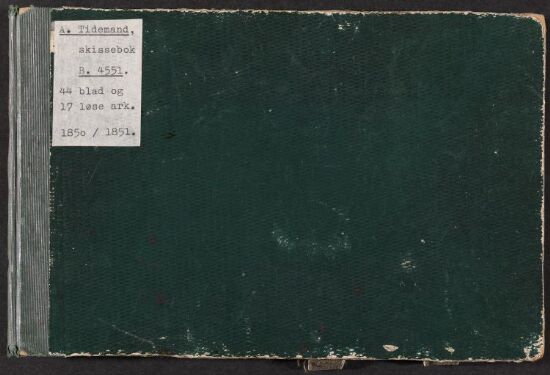 A. Tidemand,
skissebok
B. 4551.
44 blad og
17 løse ark.
1850 / 1851.